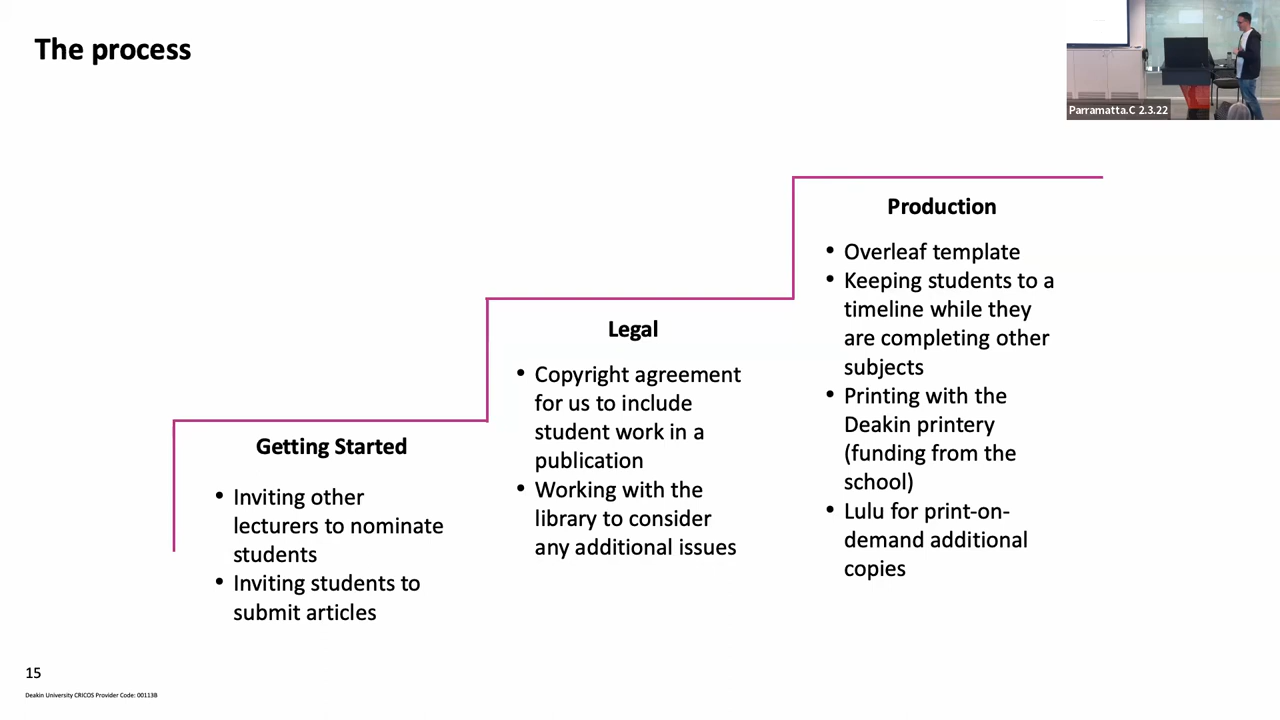 The process
Parramatta.C 2.3.22
Getting Started
• Inviting other
lecturers to nominate
students
• Inviting students to
submit articles
Legal
• Copyright agreement
for us to include
student work in a
publication
• Working with the
library to consider
any additional issues
Production
• Overleaf template
• Keeping students to a
timeline while they
are completing other
subjects
• Printing with the
Deakin printery
(funding from the
school)
• Lulu for print-on-
demand additional
copies
15
Deakin University CRICOS Provider Code: 00113B